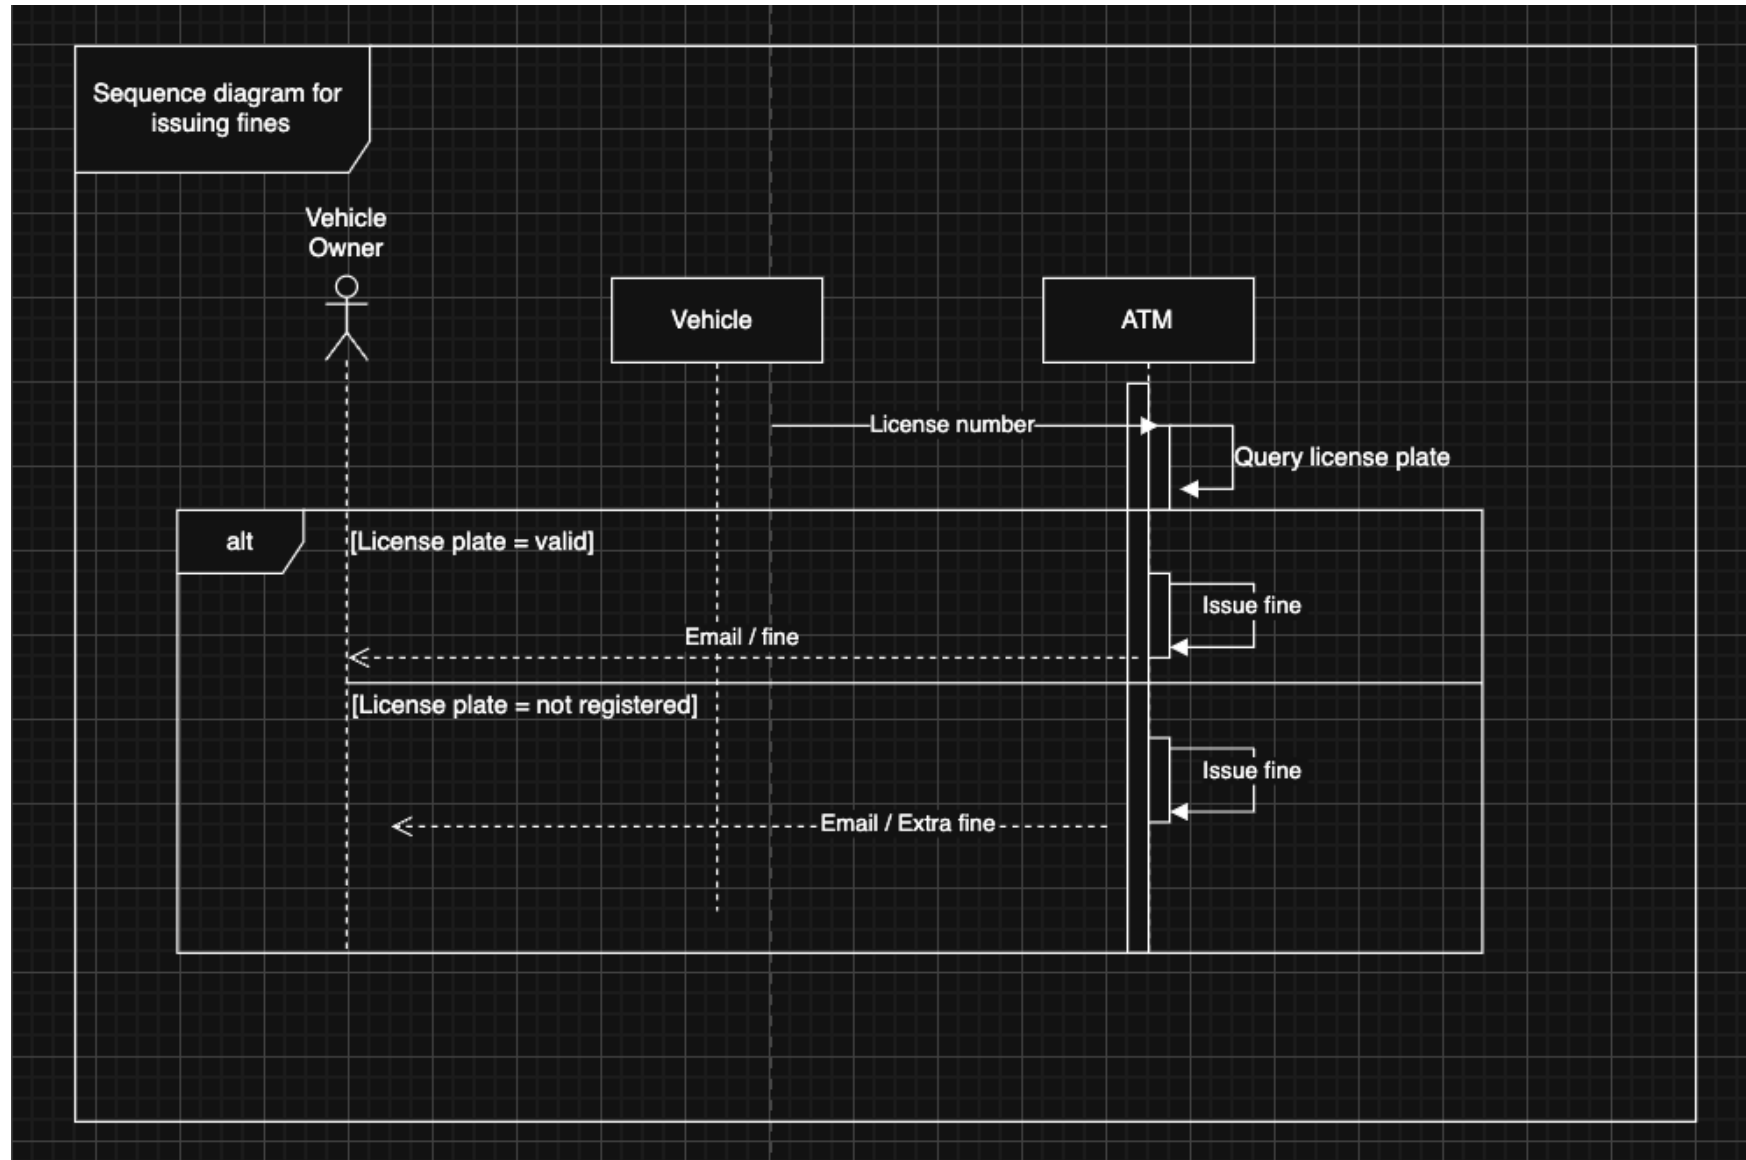 Sequence diagram for
issuing fines
Vehicle
Owner
Vehicle
ATM
License number
Query license plate
alt
[License plate = valid]
Issue fine
Email / fine
[License plate = not registered]
Issue fine
Email / Extra fine